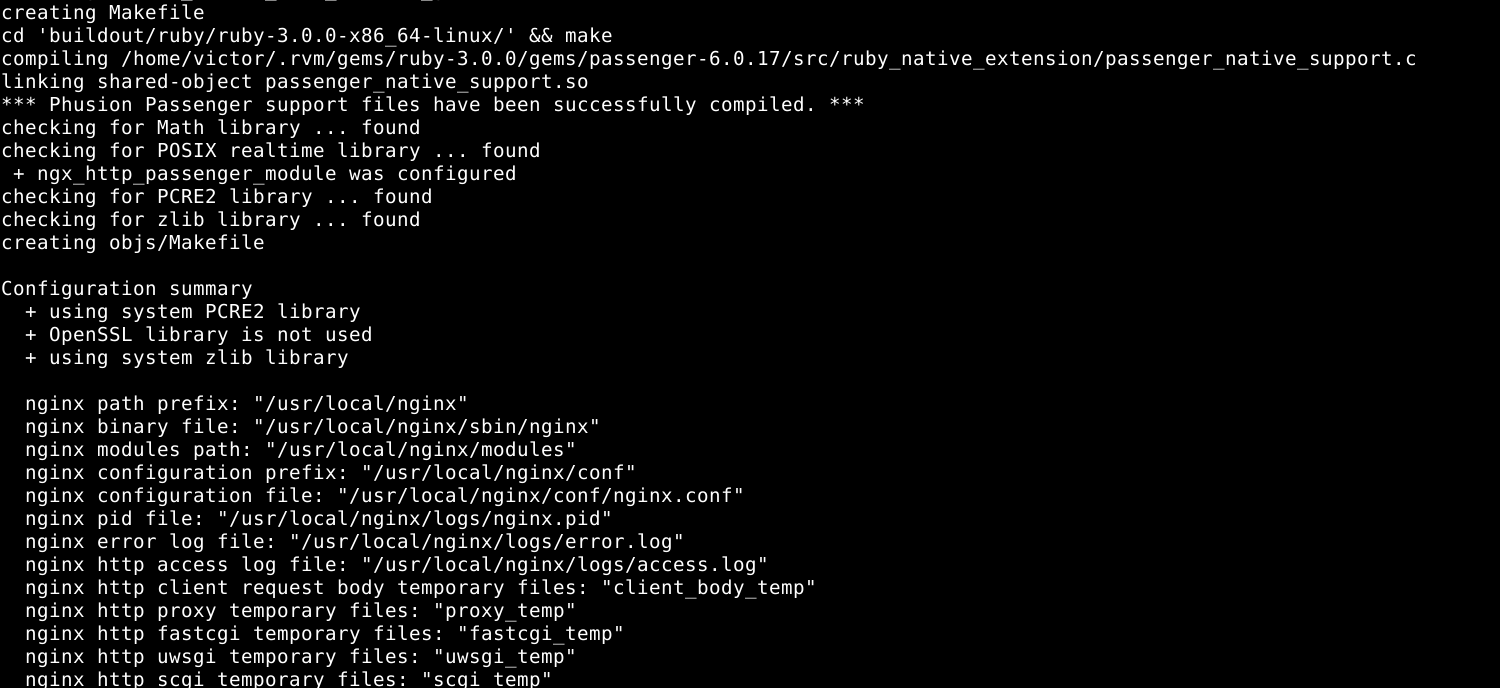 creating Makefile
cd 'buildout/ruby/ruby-3.0.0-x86_64-linux/' && make
compiling /home/victor/.rvm/gems/ruby-3.0.0/gems/passenger-6.0.17/src/ruby_native_extension/passenger_native_support.c
linking shared-object passenger_native_support.so
*** Phusion Passenger support files have been successfully compiled. ***
checking for Math library ... found
checking for POSIX realtime library ... found
 + ngx_http_passenger_module was configured
checking for PCRE2 library ... found
checking for zlib library ... found
creating objs/Makefile

Configuration summary
  + using system PCRE2 library
  + OpenSSL library is not used
  + using system zlib library

  nginx path prefix: "/usr/local/nginx"
  nginx binary file: "/usr/local/nginx/sbin/nginx"
  nginx modules path: "/usr/local/nginx/modules"
  nginx configuration prefix: "/usr/local/nginx/conf"
  nginx configuration file: "/usr/local/nginx/conf/nginx.conf"
  nginx pid file: "/usr/local/nginx/logs/nginx.pid"
  nginx error log file: "/usr/local/nginx/logs/error.log"
  nginx http access log file: "/usr/local/nginx/logs/access.log"
  nginx http client request body temporary files: "client_body_temp"
  nginx http proxy temporary files: "proxy_temp"
  nginx http fastcgi temporary files: "fastcgi_temp"
  nginx http uwsgi temporary files: "uwsgi_temp"
  nginx http scgi temporary files: "scgi_temp"